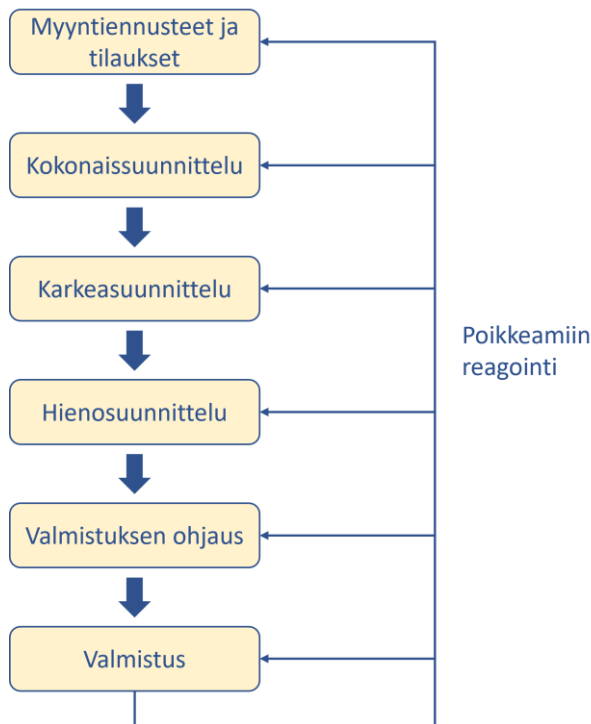 Myyntiennusteet ja
tilaukset
Kokonaissuunnittelu
Karkeasuunnittelu
Poikkeamiin
reagointi
Hienosuunnittelu
Valmistuksen ohjaus
Valmistus